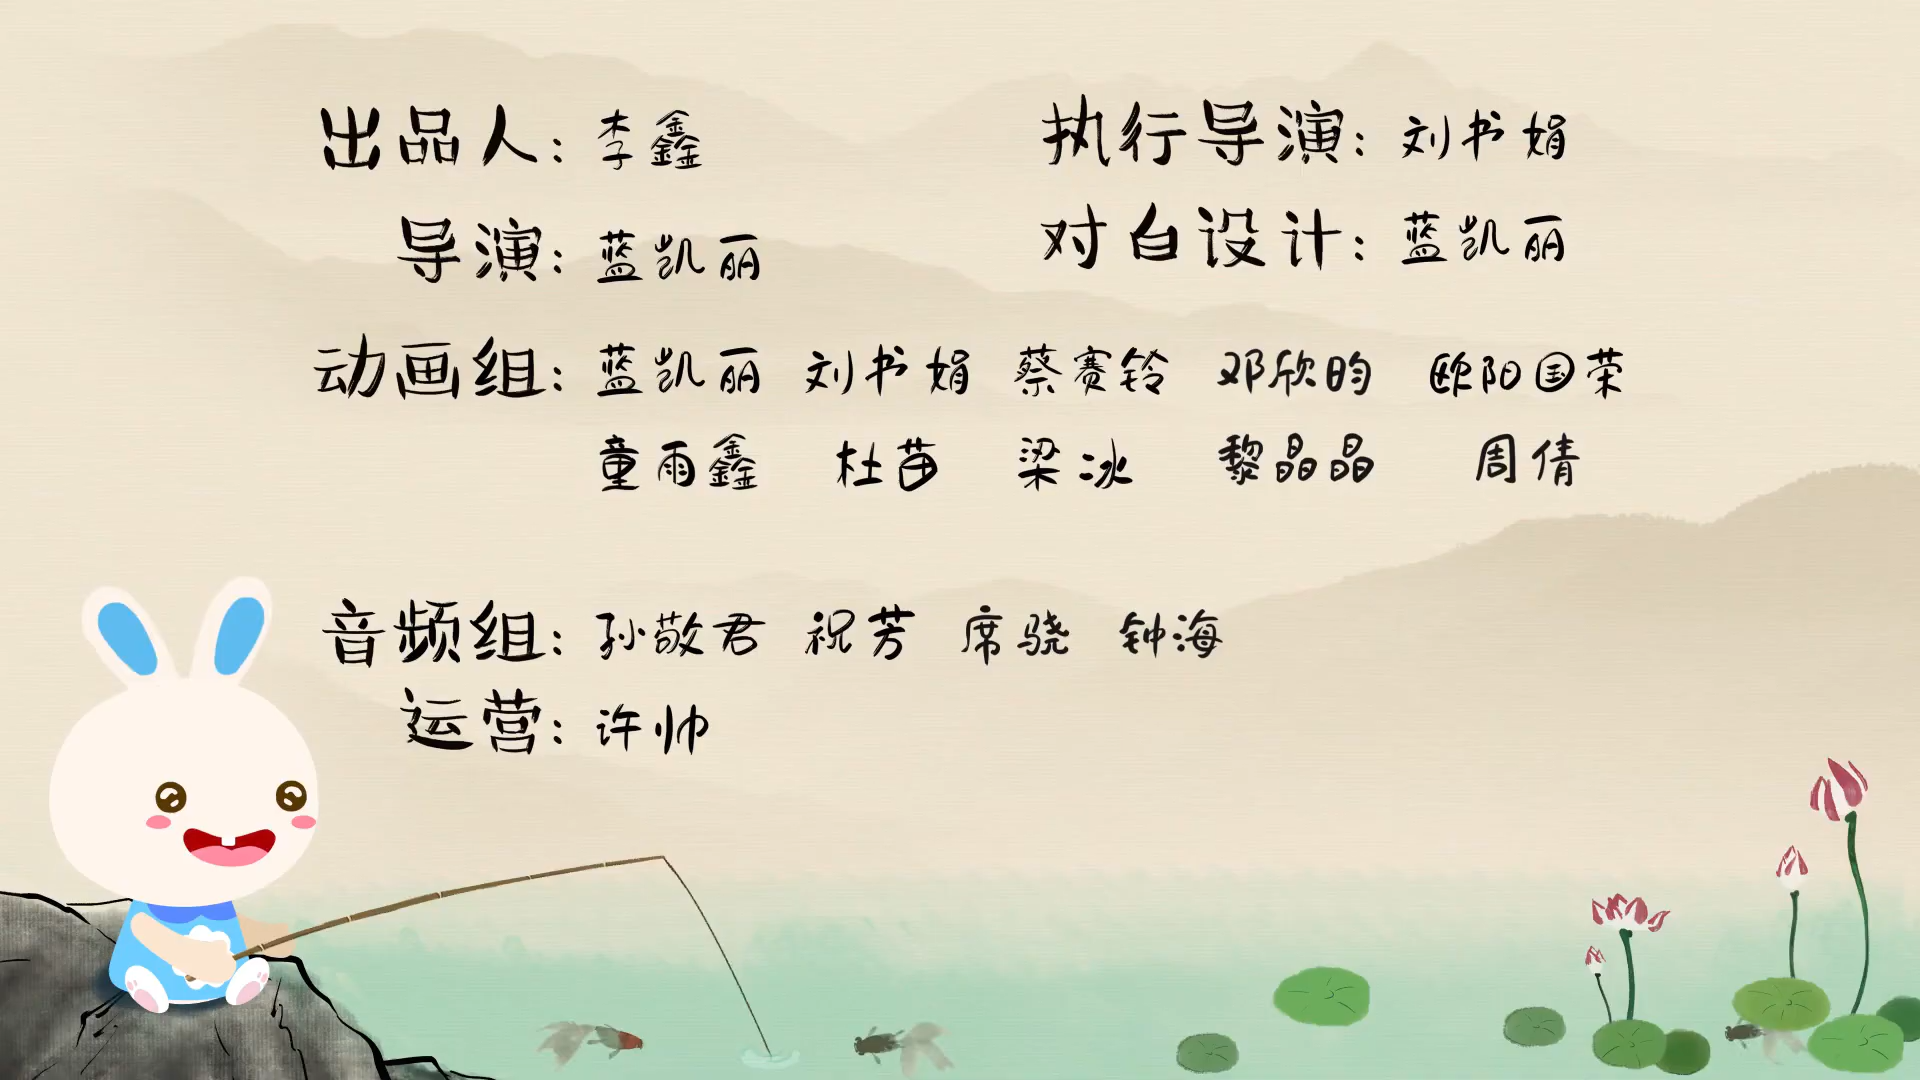 出品人：李鑫
执行导演：刘书娟
导演：蓝凯丽
对白设计：蓝凯丽
动画组：蓝凯丽 刘书娟 蔡赛铃 邓欣昀 欧阳国荣
童雨鑫 杜苗 梁冰 黎晶晶 周倩
音频组：孙敬君 祝芳 席骁 钟海
运营：许帅